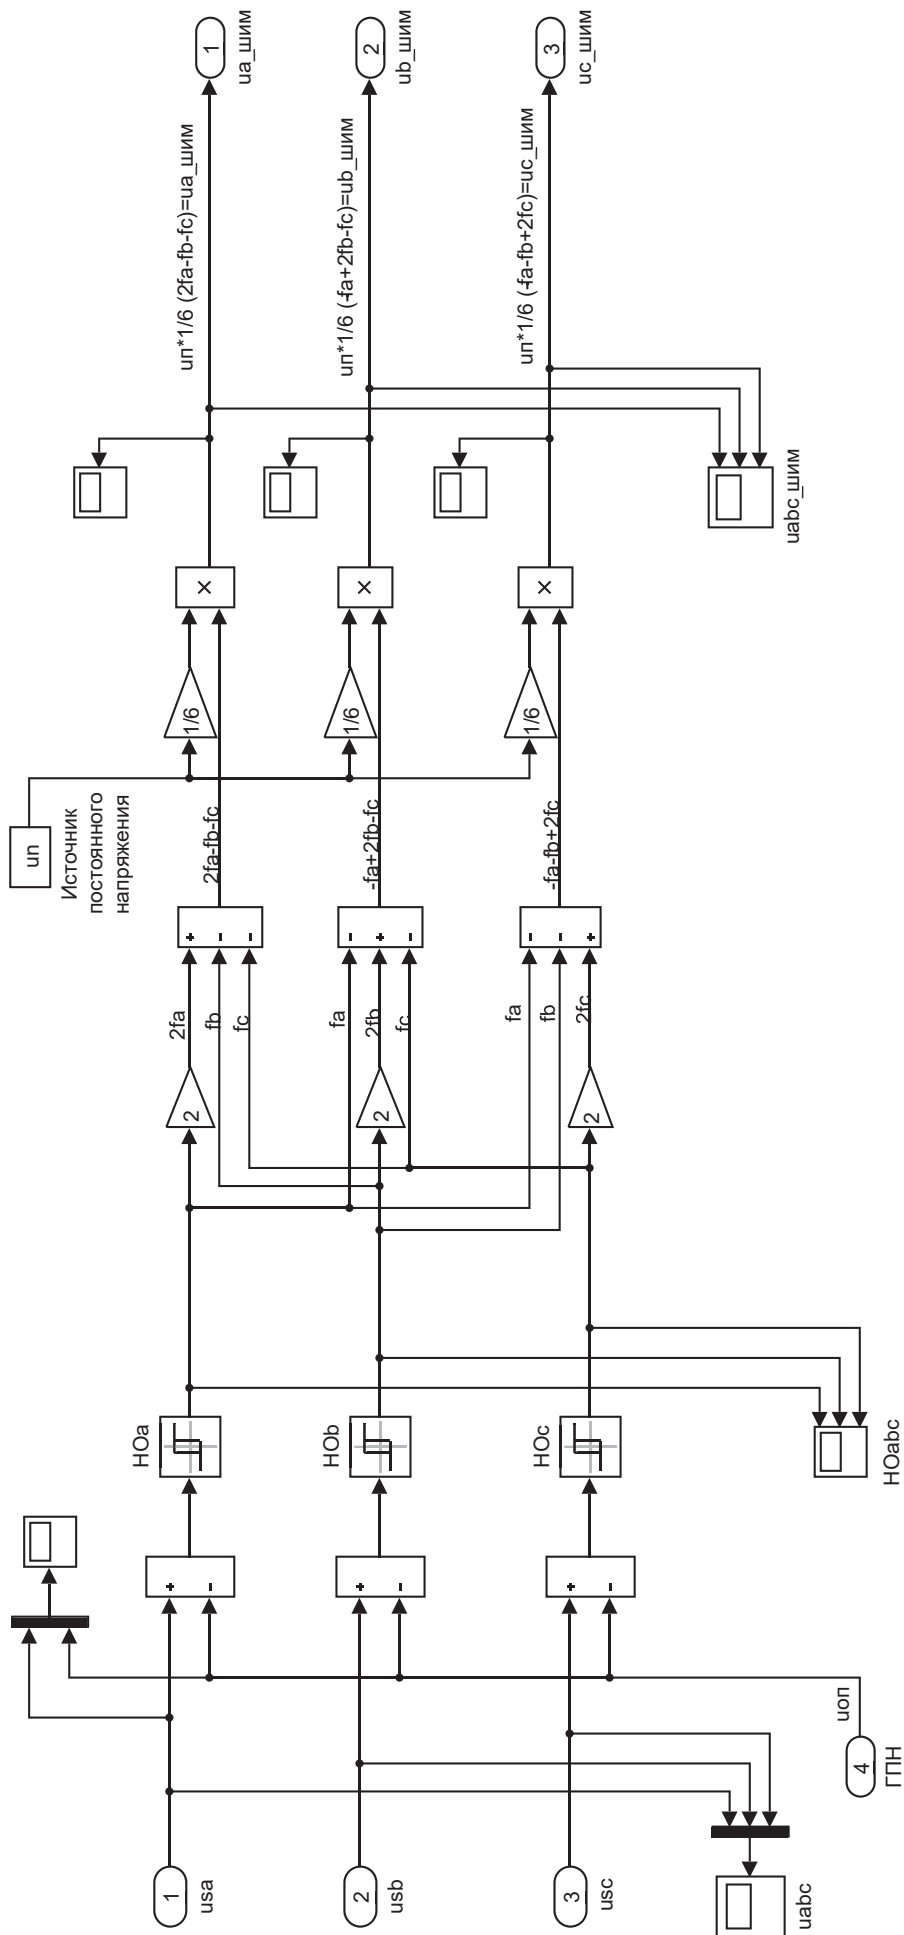 1
usa
2
usb
3
usc
uabc
4
ГПН
uоп
+
−
+
−
+
−
НОа
НОb
НОс
НОabc
2
2
2
2fa
fb
fc
fa
2fb
fc
fa
fb
2fc
+
−
−
−
+
−
−
−
+
2fa-fb-fc
-fa+2fb-fc
-fa-fb+2fc
un
Источник
постоянного
напряжения
1/6
1/6
1/6
×
×
×
uabc_шим
uп*1/6 (2fa-fb-fc)=ua_шим
uп*1/6 (-fa+2fb-fc)=ub_шим
uп*1/6 (-fa-fb+2fc)=uc_шим
1
ua_шим
2
ub_шим
3
uc_шим